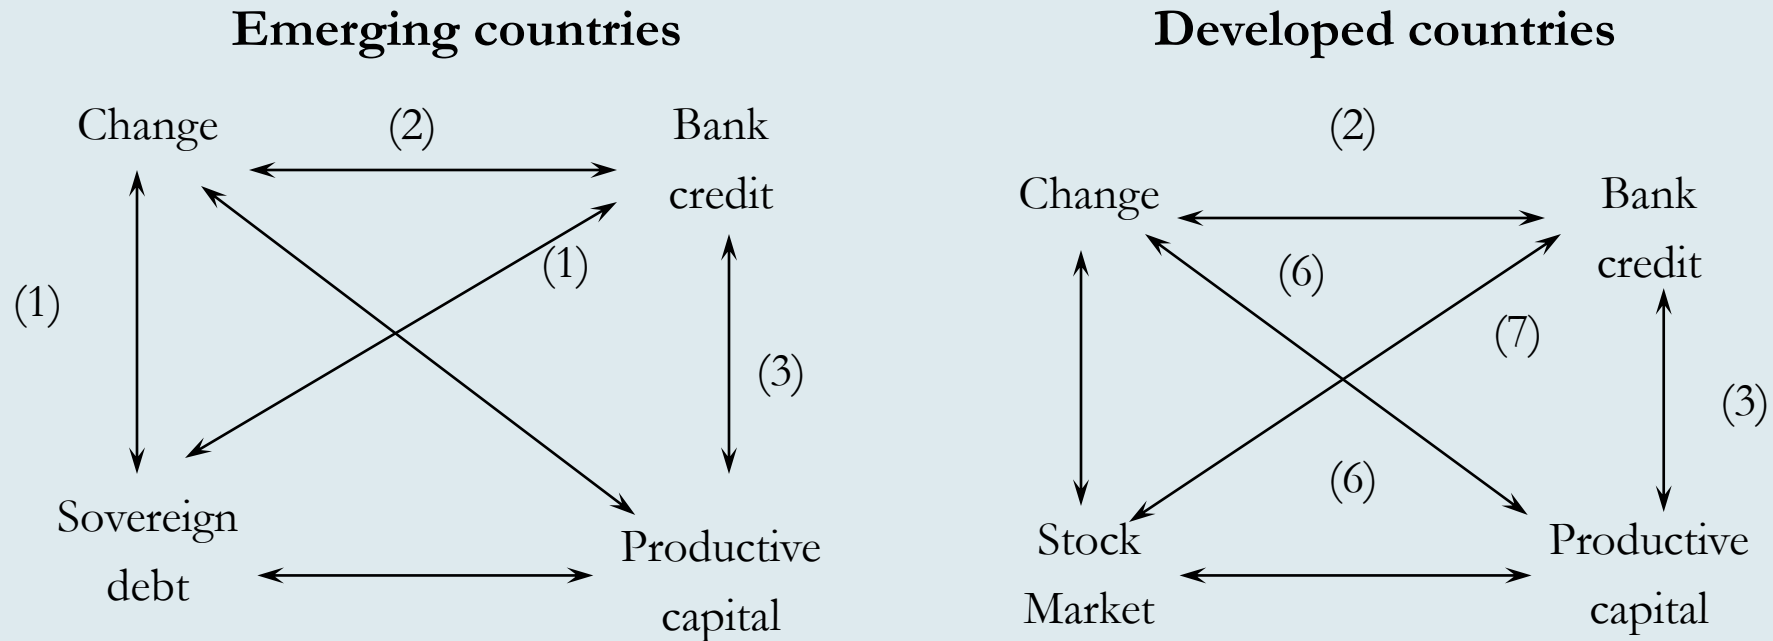 Emerging countries
Change
(2)
Bank
credit
(1)
(1)
(3)
Sovereign
debt
Productive
capital
Developed countries
(2)
Change
Bank
credit
(6)
(7)
(3)
(6)
Stock
Market
Productive
capital